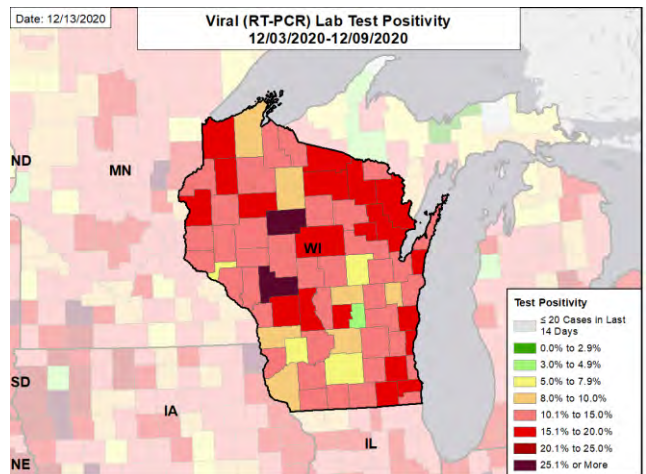 Date: 12/13/2020
Viral (RT-PCR) Lab Test Positivity
12/03/2020-12/09/2020
ND
MN
WI
SD
IA
IL
NE
Test Positivity
≤ 20 Cases in Last
14 Days
0.0% to 2.9%
3.0% to 4.9%
5.0% to 7.9%
8.0% to 10.0%
10.1% to 15.0%
15.1% to 20.0%
20.1% to 25.0%
25.1% or More